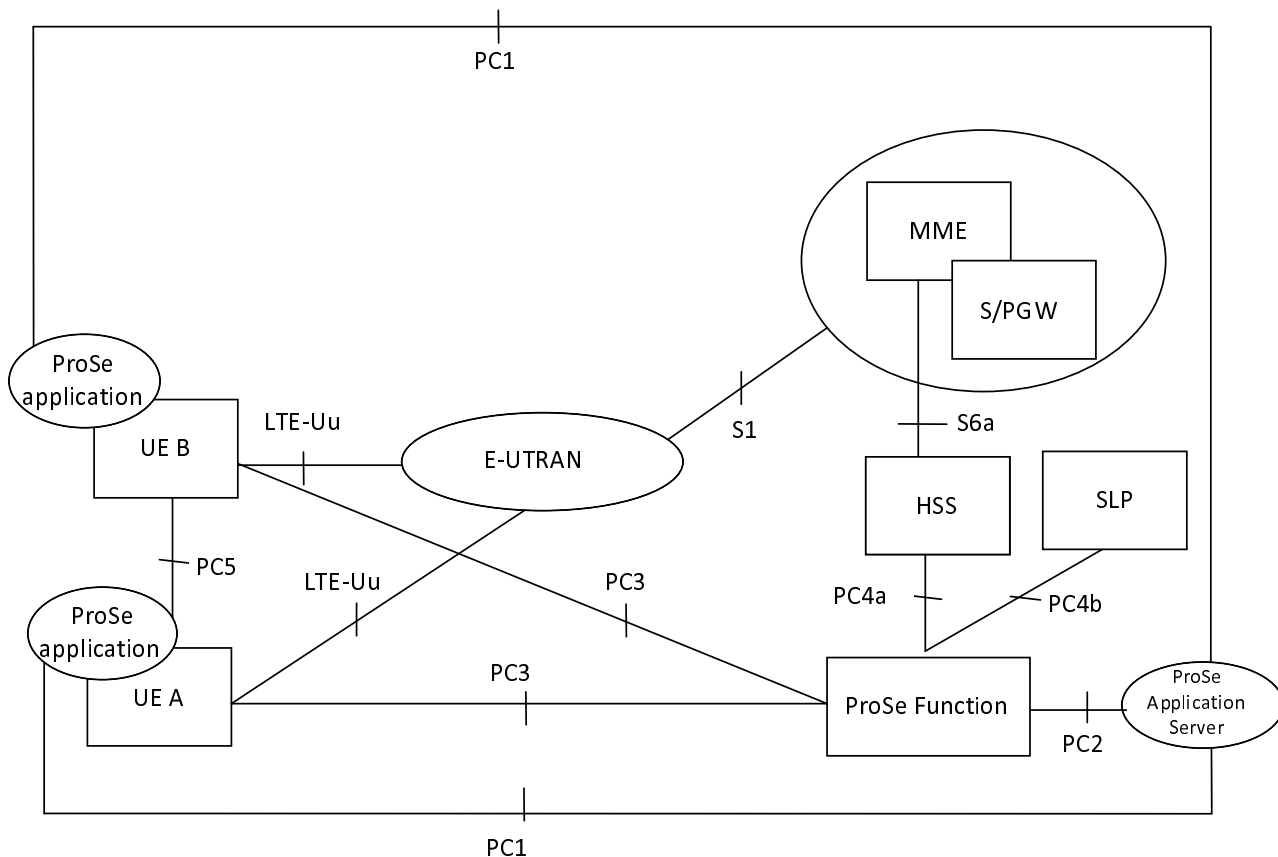 PC1
MME
S/PGW
ProSe
application
UE B
LTE-Uu
E-UTRAN
S1
S6a
HSS
SLP
PC5
LTE-Uu
PC3
PC4a
PC4b
ProSe
application
UE A
PC3
ProSe Function
PC2
ProSe
Application
Server
PC1